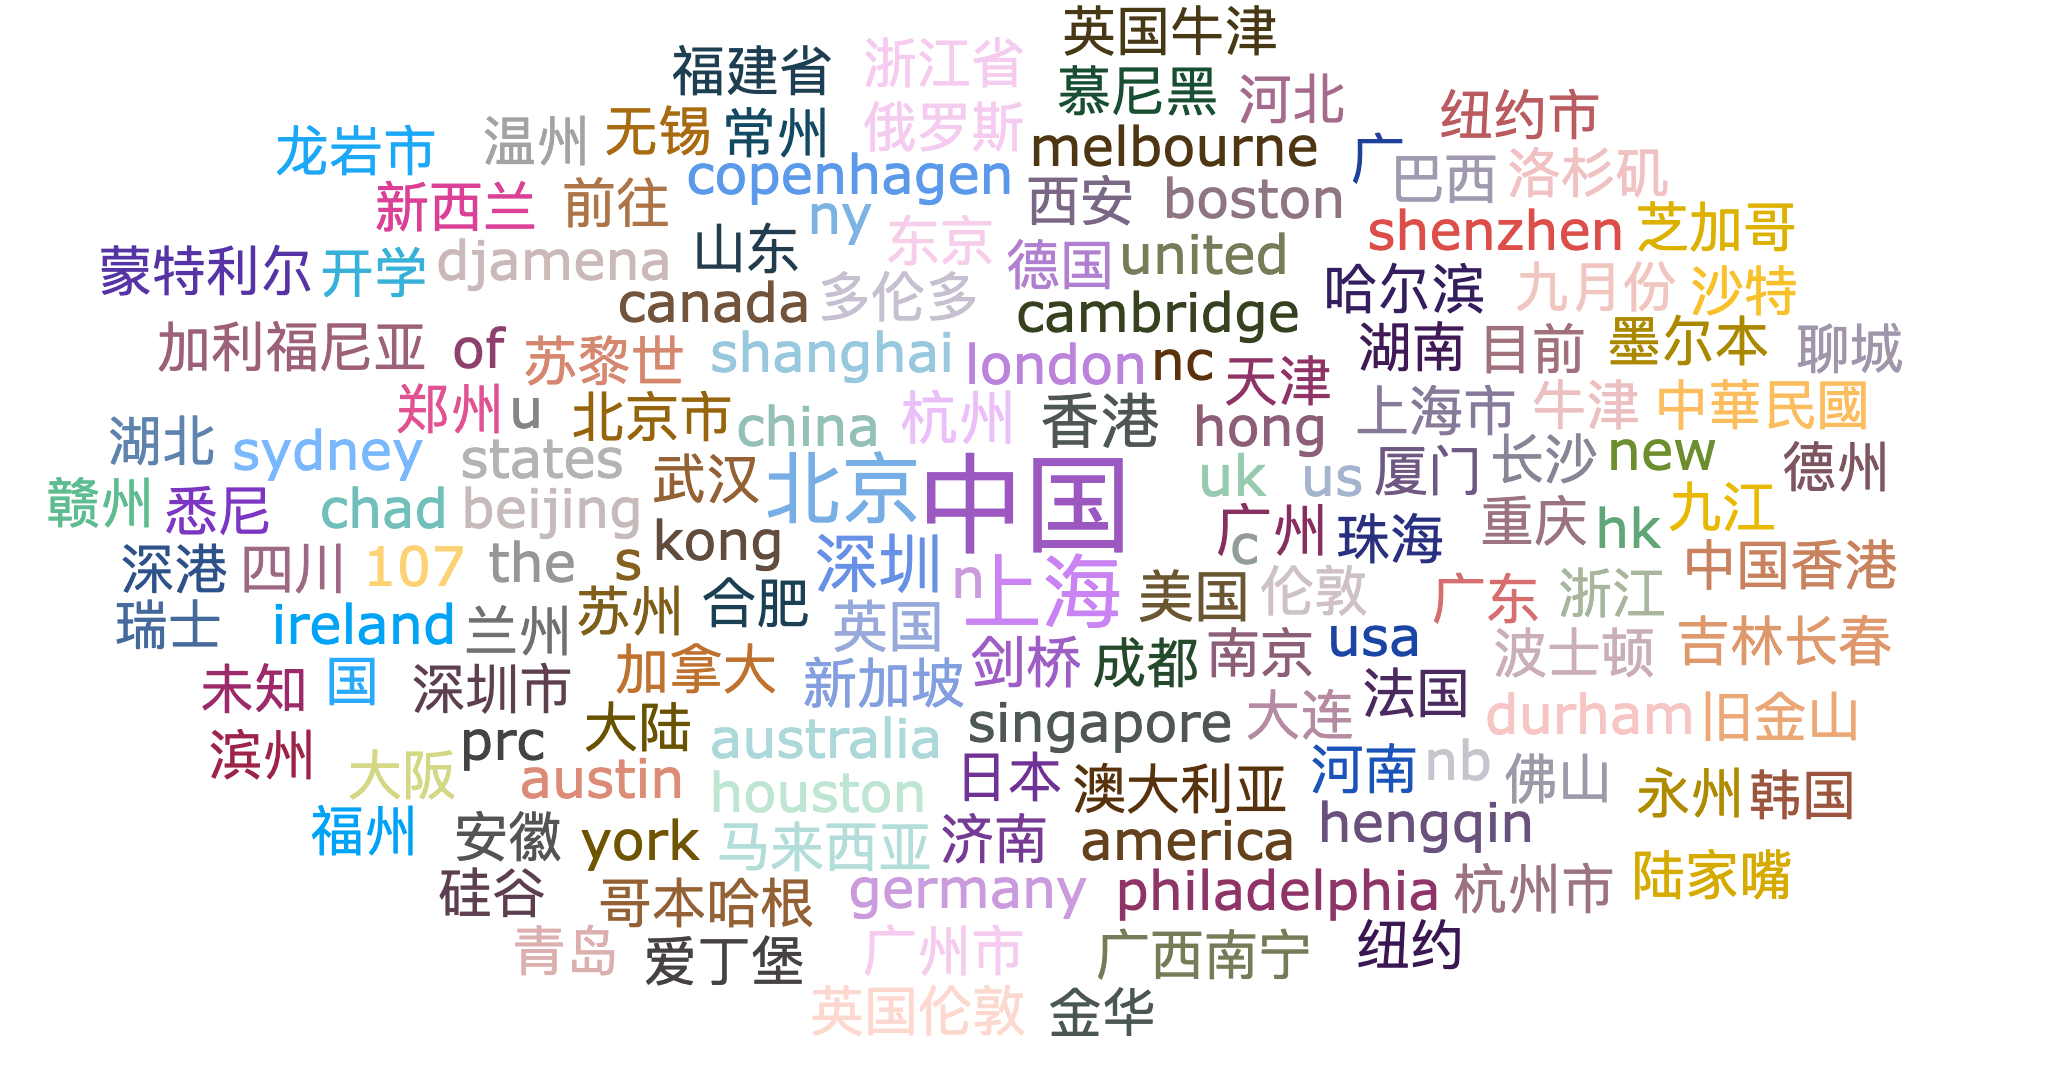 英国牛津
福建省 浙江省
慕尼黑 河北
纽约市
龙岩市 温州 无锡 常州 俄罗斯
melbourne 广 巴西 洛杉矶
新西兰 前往 copenhagen 西安 boston
ny shenzhen 芝加哥
蒙特利尔 开学 djamena 山东 东京 德国 united
canada 多伦多 cambridge 哈尔滨 九月份 沙特
加利福尼亚 of 苏黎世 shanghai london nc 天津 湖南 目前 墨尔本 聊城
郑州 u 北京市 china 杭州 香港 hong 上海市 牛津 中華民國
湖北 sydney states 武汉 北京 中国 uk us 厦门 长沙 new 德州
赣州 悉尼 chad beijing kong 广州 c 珠海 重庆 hk 九江
深港 四川 107 the s 深圳 n 上海 美国 伦敦 广东 浙江 中国香港
瑞士 ireland 兰州 苏州 合肥 英国 usa 波士顿 吉林长春
未知 国 深圳市 加拿大 新加坡 剑桥 成都 南京 法国
滨州 大阪 prc 大陆 australia singapore 大连 durham 旧金山
austin houston 日本 澳大利亚 河南 nb 佛山 永州 韩国
福州 安徽 york 马来西亚 济南 america hengqin
硅谷 哥本哈根 germany philadelphia 杭州市 陆家嘴
青岛 爱丁堡 广州市 广西南宁 纽约
英国伦敦 金华